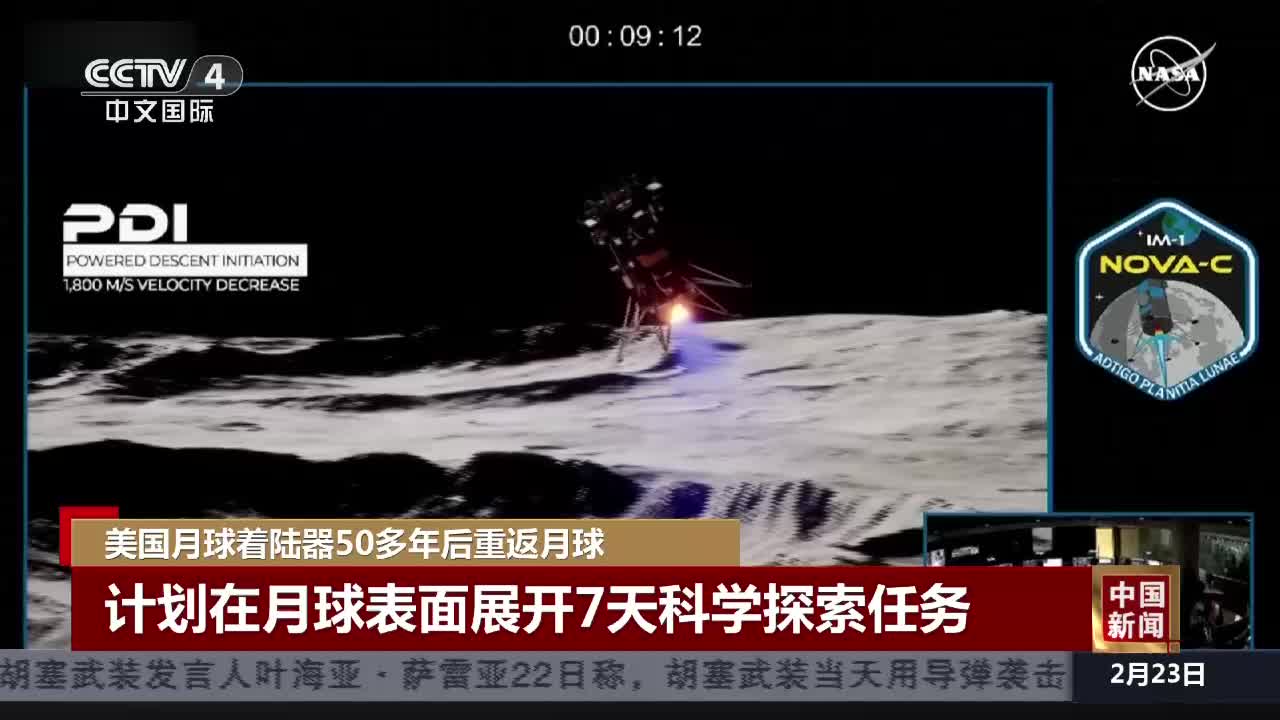 00:09:12
CCTV 4
中文国际
NASA
PDI
POWERED DESCENT INITIATION
1,800 M/S VELOCITY DECREASE
IM-1
NOVA-C
ADTIGO PLANITIA LUNAE
美国月球着陆器50多年后重返月球
计划在月球表面展开7天科学探索任务
中国
新闻
胡塞武装发言人叶海亚·萨雷亚22日称，胡塞武装当天用导弹袭击
2月23日